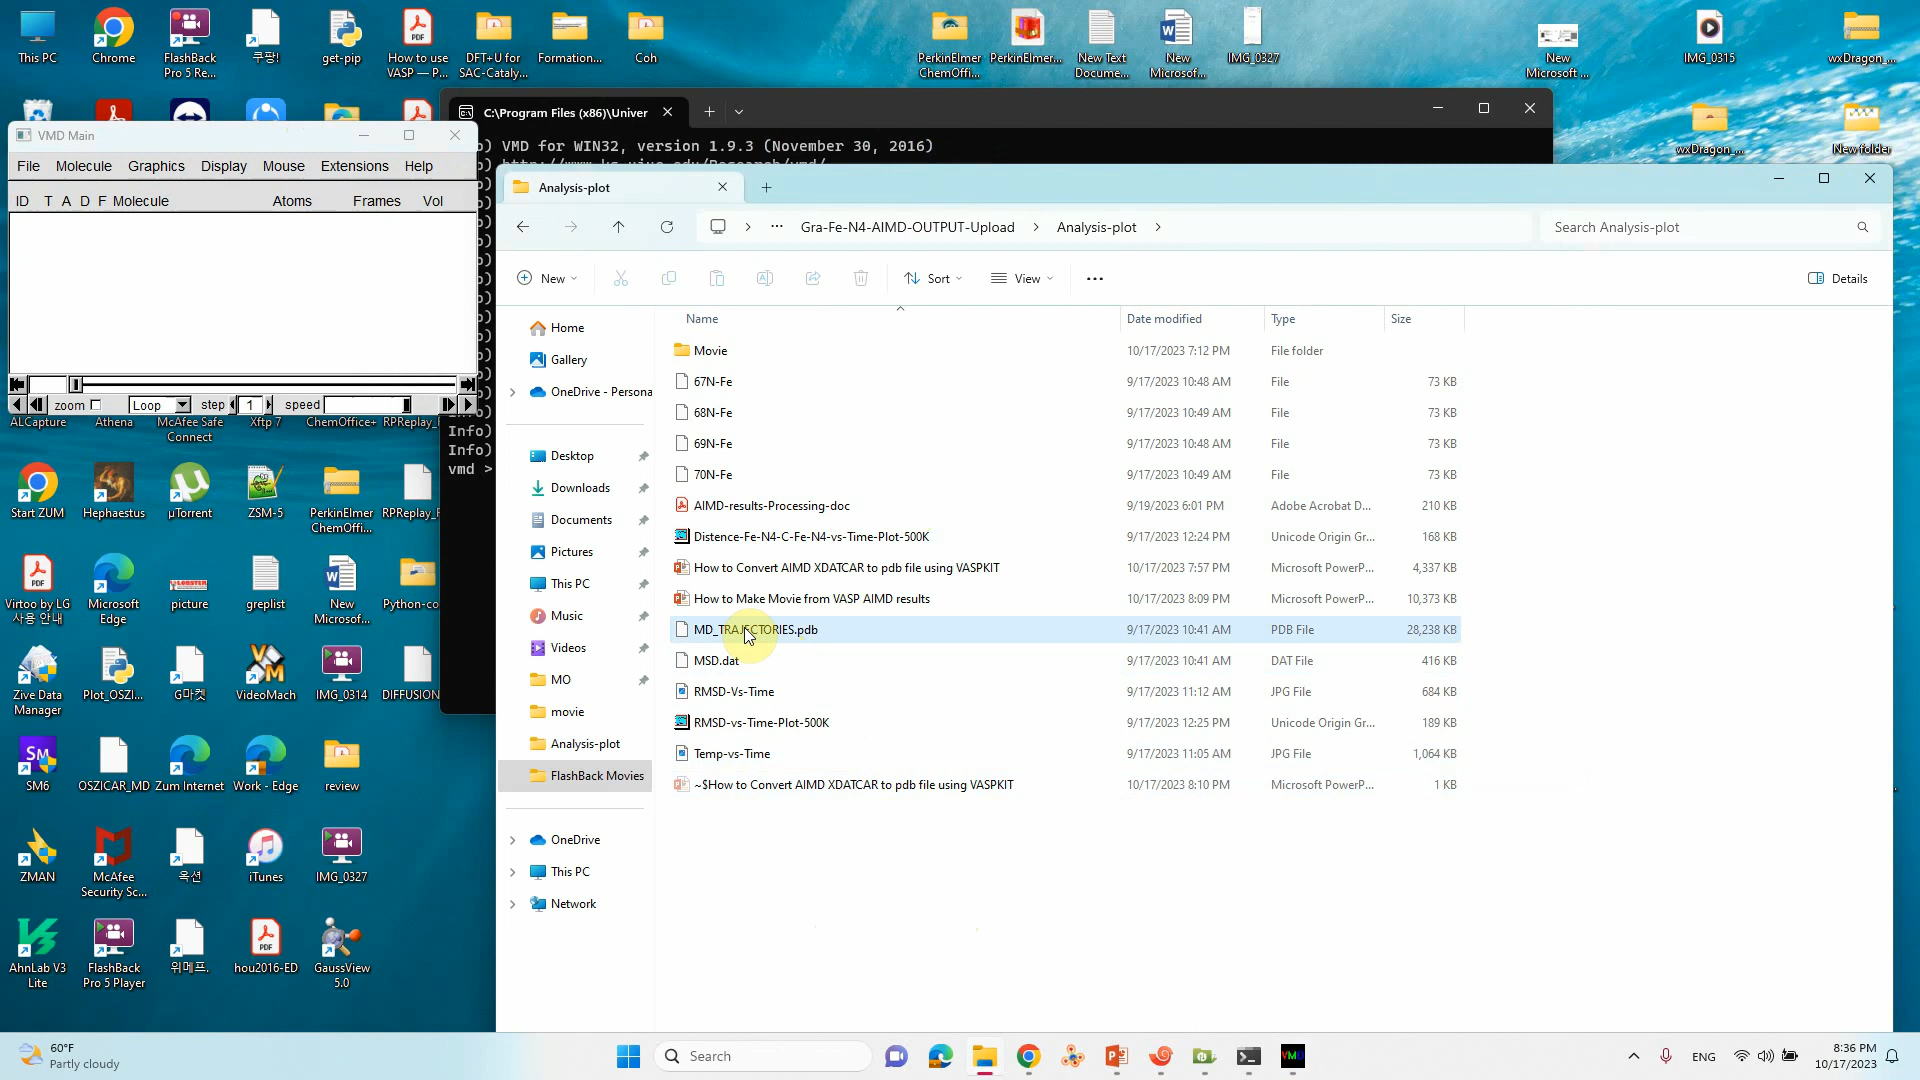 This PC
Chrome
FlashBack
Pro 5 Re...
쿠팡!
get-pip
How to use
VASP — P...
DFT+U for
SAC-Cataly...
Formation...
Coh
PerkinElmer
ChemOffi...
PerkinElmer...
New Text
Docume...
New
Microsof...
IMG_0327
New
Microsoft ...
IMG_0315
wxDragon_...
wxDragon_...
New folder
C:\Program Files (x86)\Univer
VMD for WIN32, version 1.9.3 (November 30, 2016)
Info)
Info)
vmd >
VMD Main
File Molecule Graphics Display Mouse Extensions Help
ID T A D F Molecule Atoms Frames Vol
zoom Loop step 1 speed
Analysis-plot
Gra-Fe-N4-AIMD-OUTPUT-Upload > Analysis-plot >
Search Analysis-plot
New Sort View Details
Name Date modified Type Size
Movie 10/17/2023 7:12 PM File folder
67N-Fe 9/17/2023 10:48 AM File 73 KB
68N-Fe 9/17/2023 10:49 AM File 73 KB
69N-Fe 9/17/2023 10:48 AM File 73 KB
70N-Fe 9/17/2023 10:49 AM File 73 KB
AIMD-results-Processing-doc 9/19/2023 6:01 PM Adobe Acrobat D... 210 KB
Distence-Fe-N4-C-Fe-N4-vs-Time-Plot-500K 9/17/2023 12:24 PM Unicode Origin Gr... 168 KB
How to Convert AIMD XDATCAR to pdb file using VASPKIT 10/17/2023 7:57 PM Microsoft PowerP... 4,337 KB
How to Make Movie from VASP AIMD results 10/17/2023 8:09 PM Microsoft PowerP... 10,373 KB
MD_TRAJECTORIES.pdb 9/17/2023 10:41 AM PDB File 28,238 KB
MSD.dat 9/17/2023 10:41 AM DAT File 416 KB
RMSD-Vs-Time 9/17/2023 11:12 AM JPG File 684 KB
RMSD-vs-Time-Plot-500K 9/17/2023 12:25 PM Unicode Origin Gr... 189 KB
Temp-vs-Time 9/17/2023 11:05 AM JPG File 1,064 KB
~$How to Convert AIMD XDATCAR to pdb file using VASPKIT 10/17/2023 8:10 PM Microsoft PowerP... 1 KB
Home
Gallery
OneDrive - Persona
Desktop
Downloads
Documents
Pictures
This PC
Music
Videos
MO
movie
Analysis-plot
FlashBack Movies
OneDrive
This PC
Network
ALCapture
Athena
McAfee Safe
Connect
Xftp 7
ChemOffice+
RPReplay_F
Start ZUM
Hephaestus
µTorrent
ZSM-5
PerkinElmer
ChemOffi...
RPReplay_F
Virtoo by LG
사용 안내
Microsoft
Edge
picture
greplist
New
Microsof...
Python-co
Zive Data
Manager
Plot_OSZI...
G마켓
VideoMach
IMG_0314
DIFFUSION
SM6
OSZICAR_MD
Zum Internet
Work - Edge
review
ZMAN
McAfee
Security Sc...
옥션
iTunes
IMG_0327
AhnLab V3
Lite
FlashBack
Pro 5 Player
위메프.
hou2016-ED
GaussView
5.0
60°F
Partly cloudy
Search
VMD
ENG
8:36 PM
10/17/2023